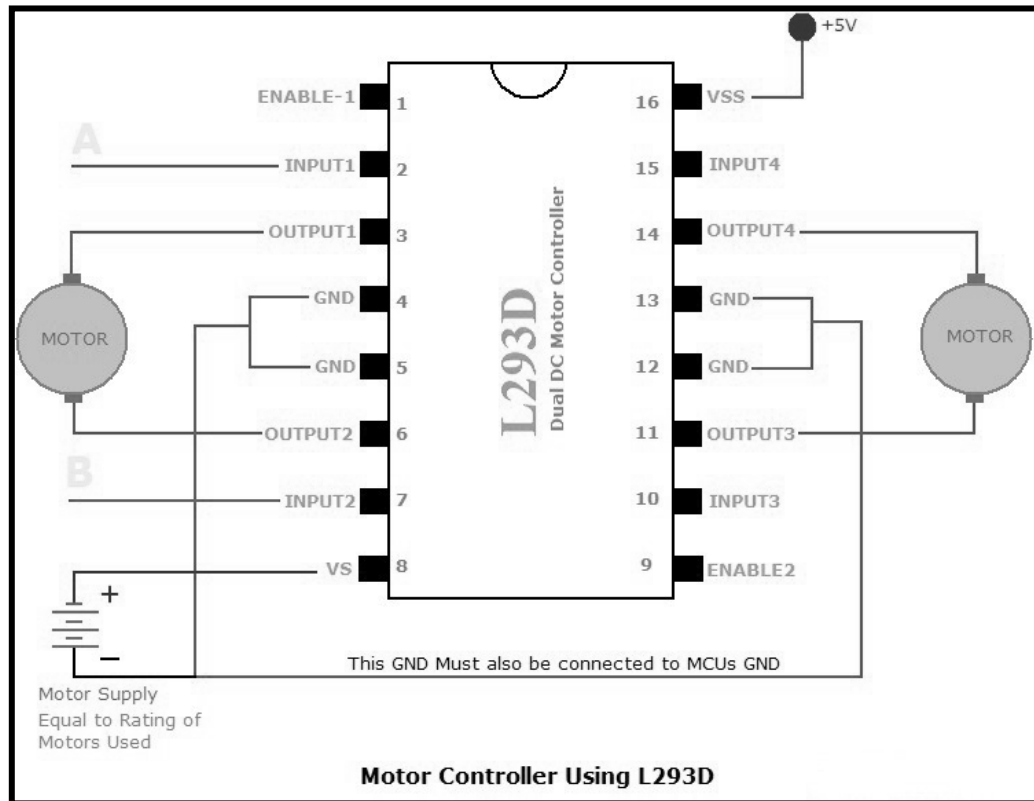 +5V
ENABLE-1
1
16
VSS
A
INPUT1
2
15
INPUT4
OUTPUT1
3
14
OUTPUT4
MOTOR
GND
4
13
GND
MOTOR
GND
5
12
GND
L293D
Dual DC Motor Controller
OUTPUT2
6
11
OUTPUT3
B
INPUT2
7
10
INPUT3
VS
8
9
ENABLE2
+
−
This GND Must also be connected to MCUs GND
Motor Supply
Equal to Rating of
Motors Used
Motor Controller Using L293D